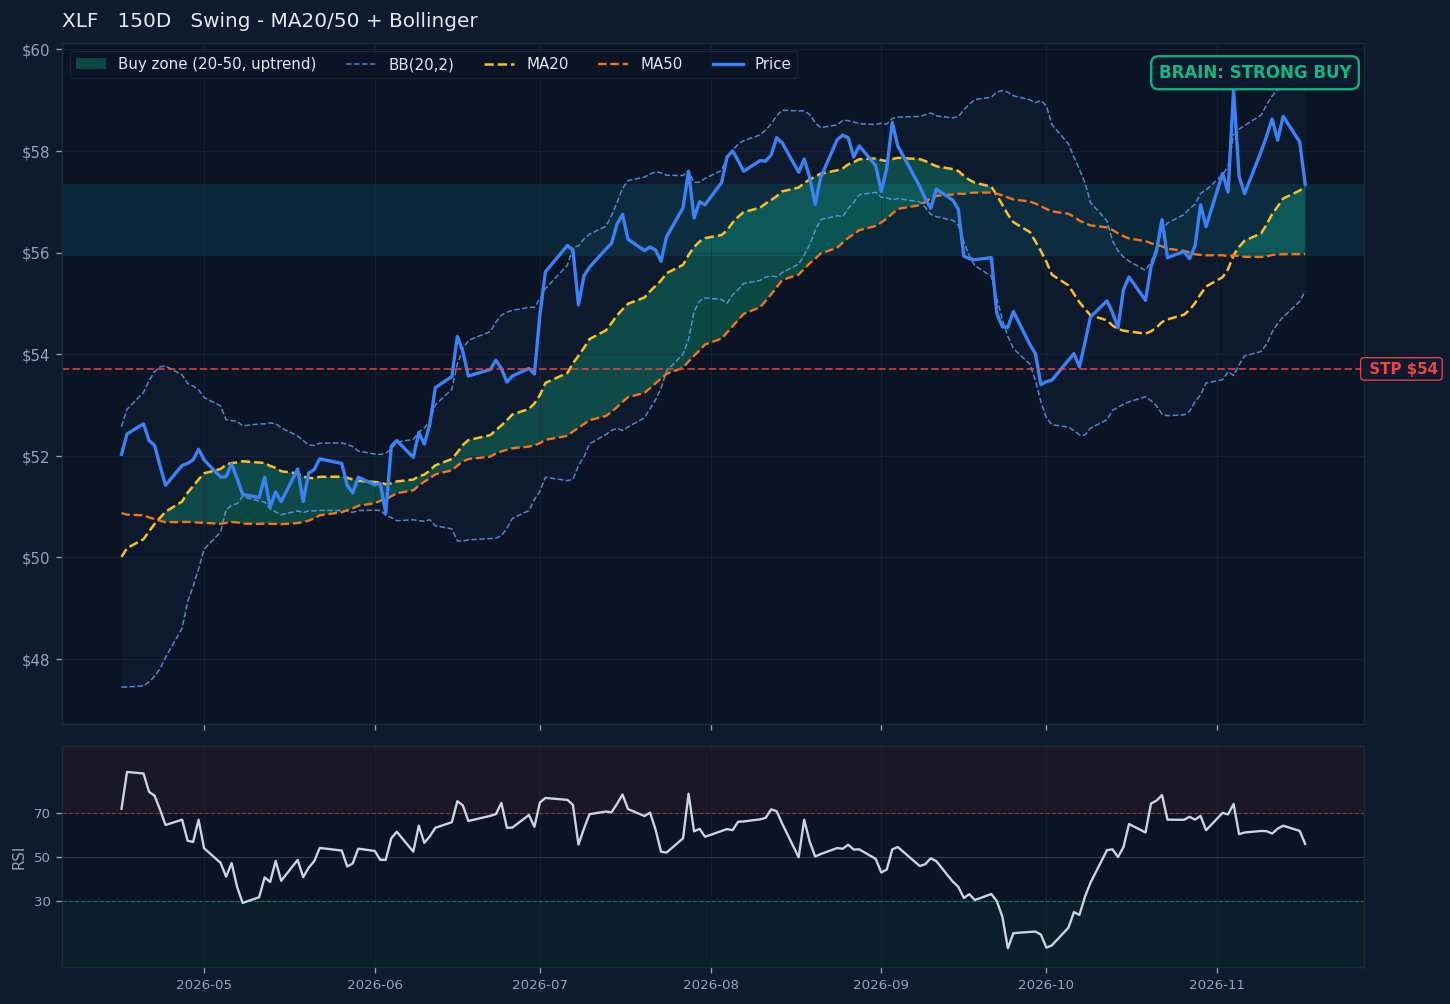 XLF 150D Swing - MA20/50 + Bollinger
Buy zone (20-50, uptrend) BB(20,2) MA20 MA50 Price
BRAIN: STRONG BUY
$60
$58
$56
$54
$52
$50
$48
STP $54
RSI
70
50
30
2026-05 2026-06 2026-07 2026-08 2026-09 2026-10 2026-11